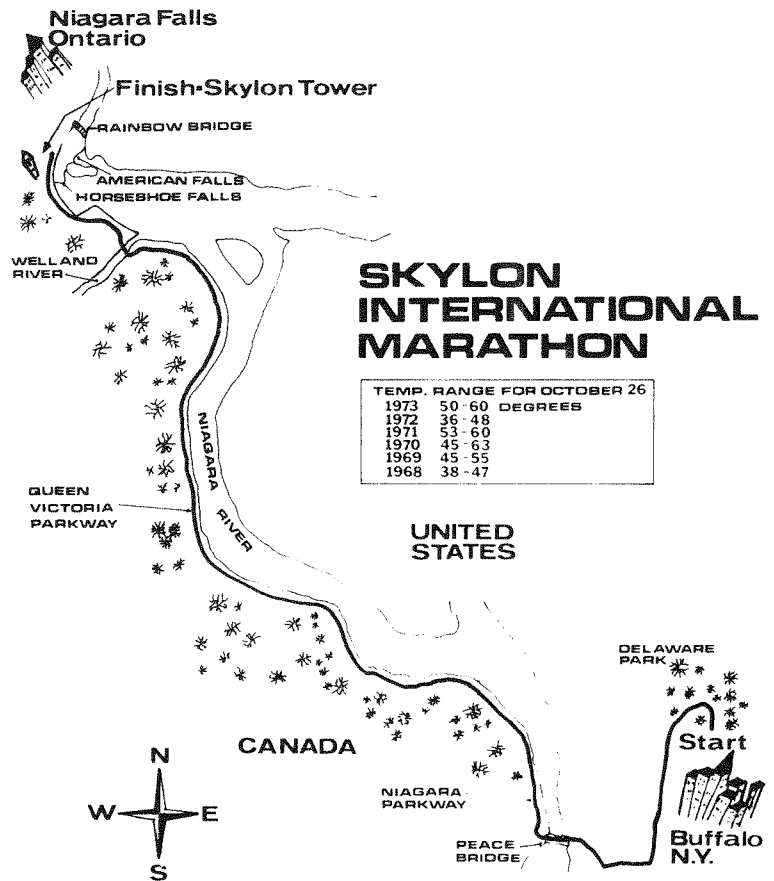 Niagara Falls
Ontario
Finish-Skylon Tower
RAINBOW BRIDGE
AMERICAN FALLS
HORSESHOE FALLS
WELLAND
RIVER
SKYLON
INTERNATIONAL
MARATHON
TEMP. RANGE FOR OCTOBER 26
1973 50-60 DEGREES
1972 36-48
1971 53-60
1970 45-63
1969 45-55
1968 38-47
NIAGARA
RIVER
QUEEN
VICTORIA
PARKWAY
UNITED
STATES
DELAWARE
PARK
Start
CANADA
N
W
E
S
NIAGARA
PARKWAY
PEACE
BRIDGE
Buffalo
N.Y.